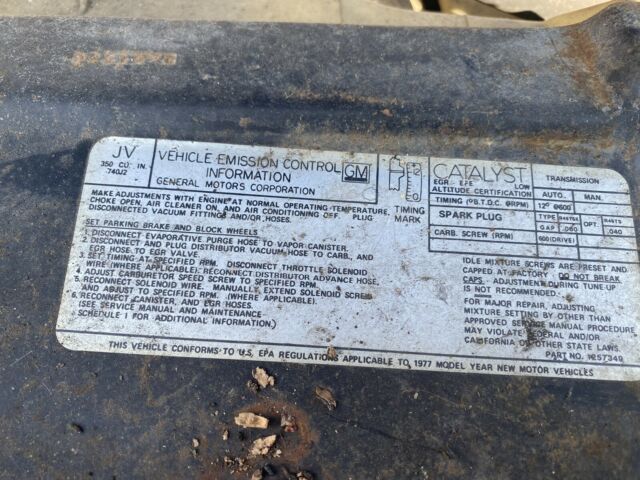 JV
350 CU. IN.
740J2
VEHICLE EMISSION CONTROL
INFORMATION
GENERAL MOTORS CORPORATION
GM
MAKE ADJUSTMENTS WITH ENGINE AT NORMAL OPERATING TEMPERATURE,
CHOKE OPEN, AIR CLEANER ON, AND AIR CONDITIONING OFF. PLUG
DISCONNECTED VACUUM FITTINGS AND/OR HOSES.
SET PARKING BRAKE AND BLOCK WHEELS
1. DISCONNECT EVAPORATIVE PURGE HOSE TO VAPOR CANISTER.
2. DISCONNECT AND PLUG DISTRIBUTOR VACUUM HOSE TO CARB, AND
EGR HOSE TO EGR VALVE.
3. SET TIMING AT SPECIFIED RPM. DISCONNECT THROTTLE SOLENOID
WIRE (WHERE APPLICABLE). RECONNECT DISTRIBUTOR ADVANCE HOSE.
4. ADJUST CARBURETOR SPEED SCREW TO SPECIFIED RPM.
5. RECONNECT SOLENOID WIRE. MANUALLY EXTEND SOLENOID SCREW
AND ADJUST TO SPECIFIED RPM. (WHERE APPLICABLE).
6. RECONNECT CANISTER, AND EGR HOSES.
(SEE SERVICE MANUAL AND MAINTENANCE
SCHEDULE I FOR ADDITIONAL INFORMATION.)
TIMING
MARK
CATALYST
EGR EFE
LOW
ALTITUDE CERTIFICATION
TRANSMISSION
AUTO. MAN.
TIMING (°B.T.D.C. @RPM) 12° @600
SPARK PLUG TYPE OPT.
GAP .060 .040
CARB. SCREW (RPM) 600(DRIVE)
IDLE MIXTURE SCREWS ARE PRESET AND
CAPPED AT FACTORY. DO NOT BREAK
CAPS. ADJUSTMENT DURING TUNE-UP
IS NOT RECOMMENDED.
FOR MAJOR REPAIR, ADJUSTING
MIXTURE SETTING BY OTHER THAN
APPROVED SERVICE MANUAL PROCEDURE
MAY VIOLATE FEDERAL AND/OR
CALIFORNIA OR OTHER STATE LAWS.
PART NO. 1257349
THIS VEHICLE CONFORMS TO U.S. EPA REGULATIONS APPLICABLE TO 1977 MODEL YEAR NEW MOTOR VEHICLES